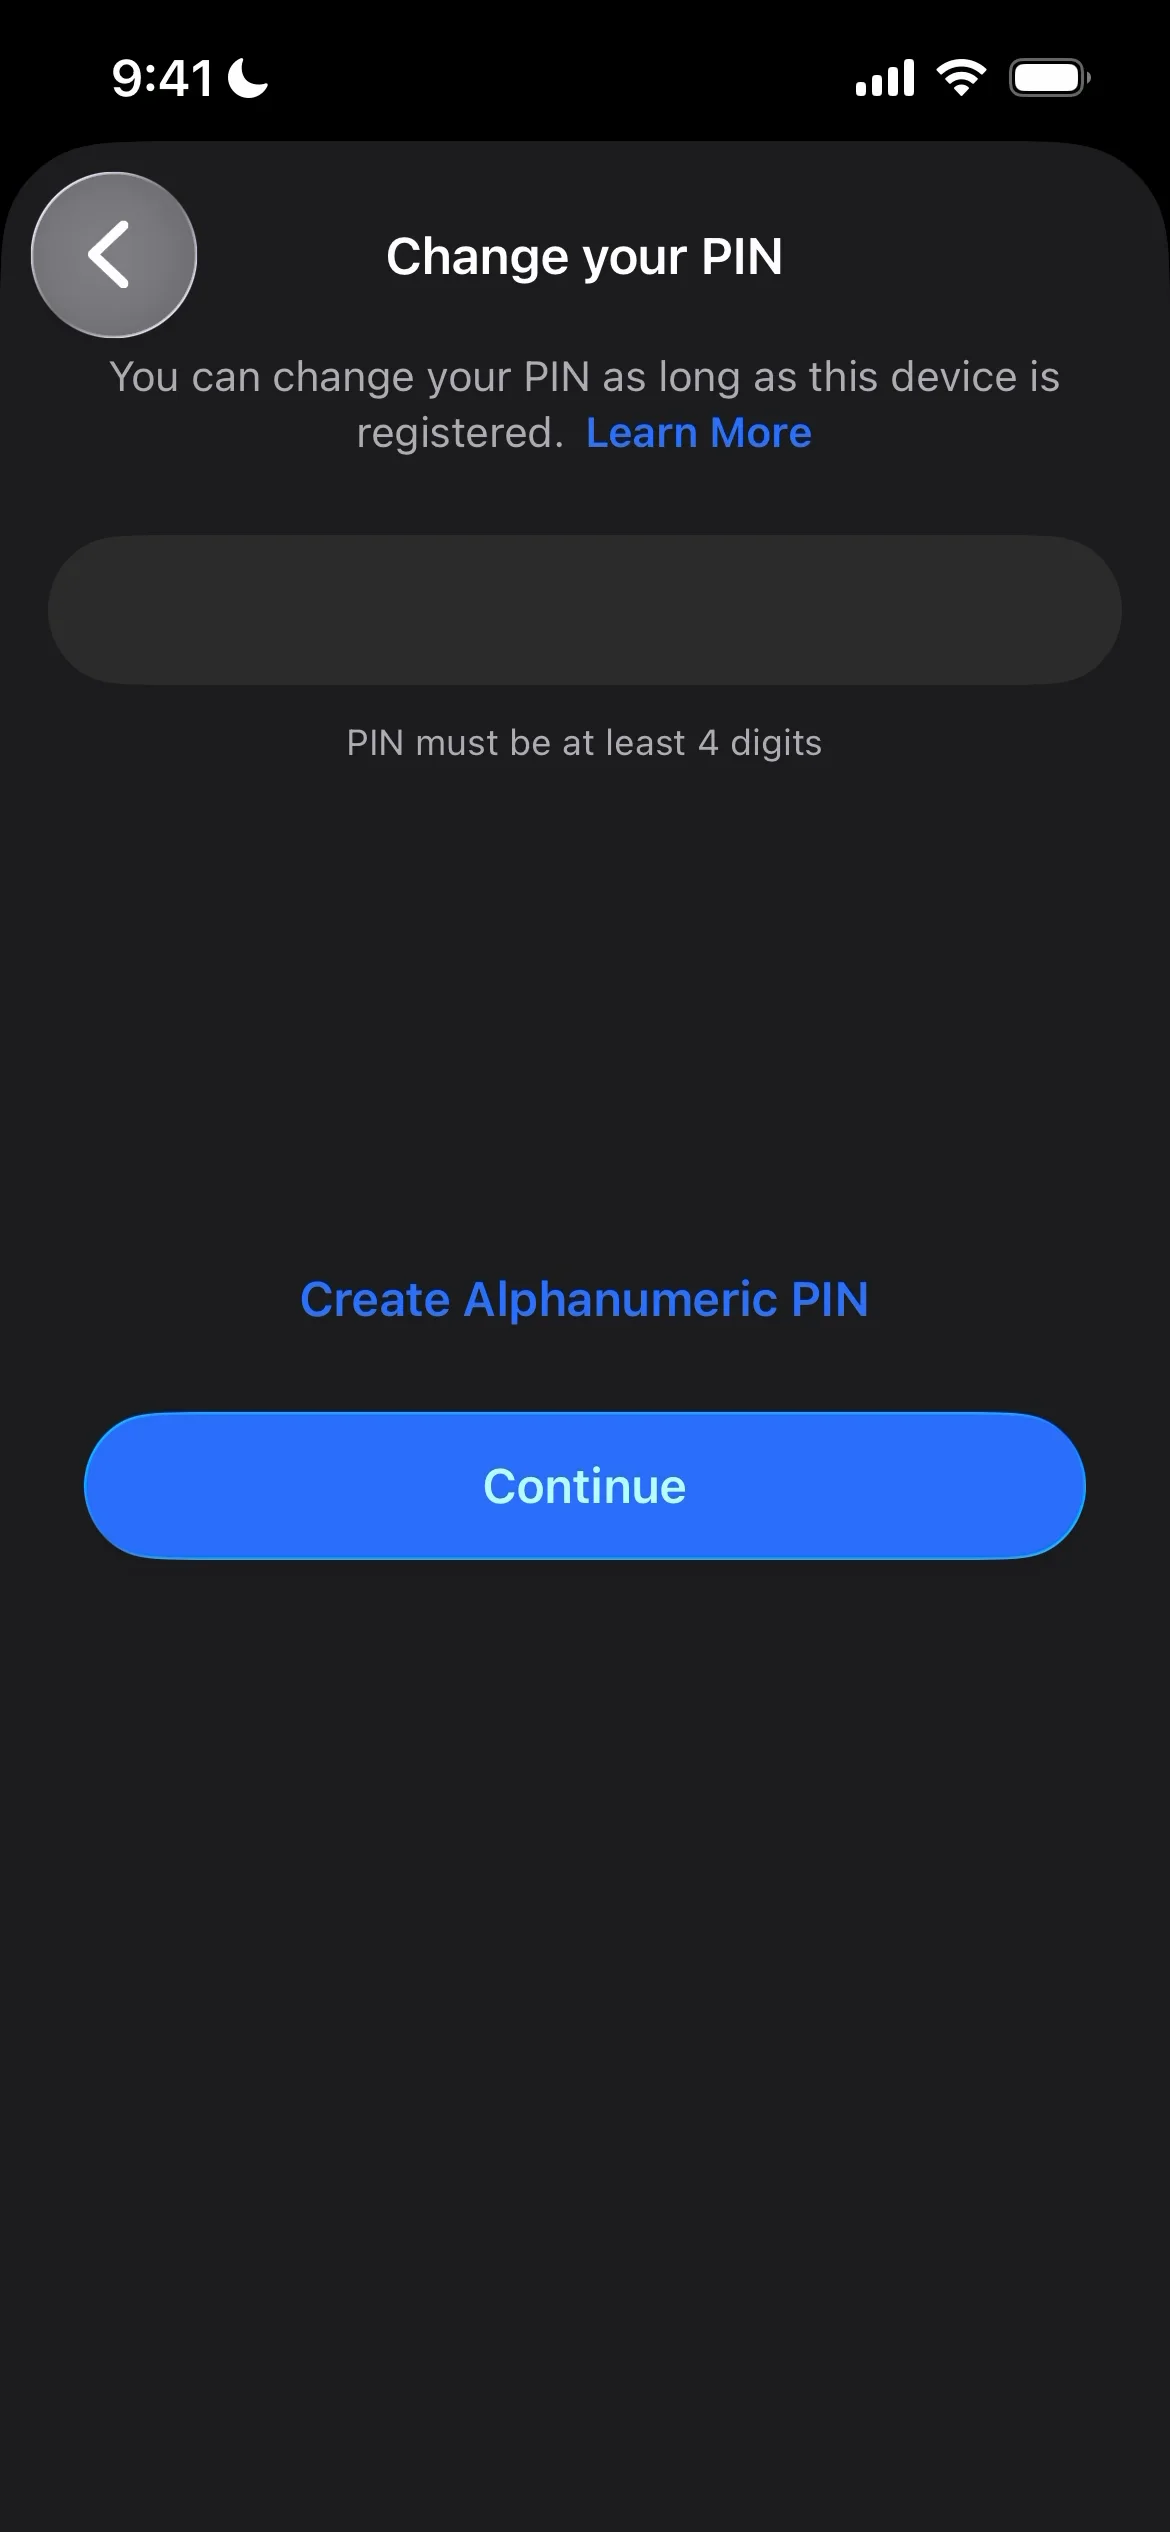 9:41
Change your PIN
You can change your PIN as long as this device is
registered. Learn More
PIN must be at least 4 digits
Create Alphanumeric PIN
Continue